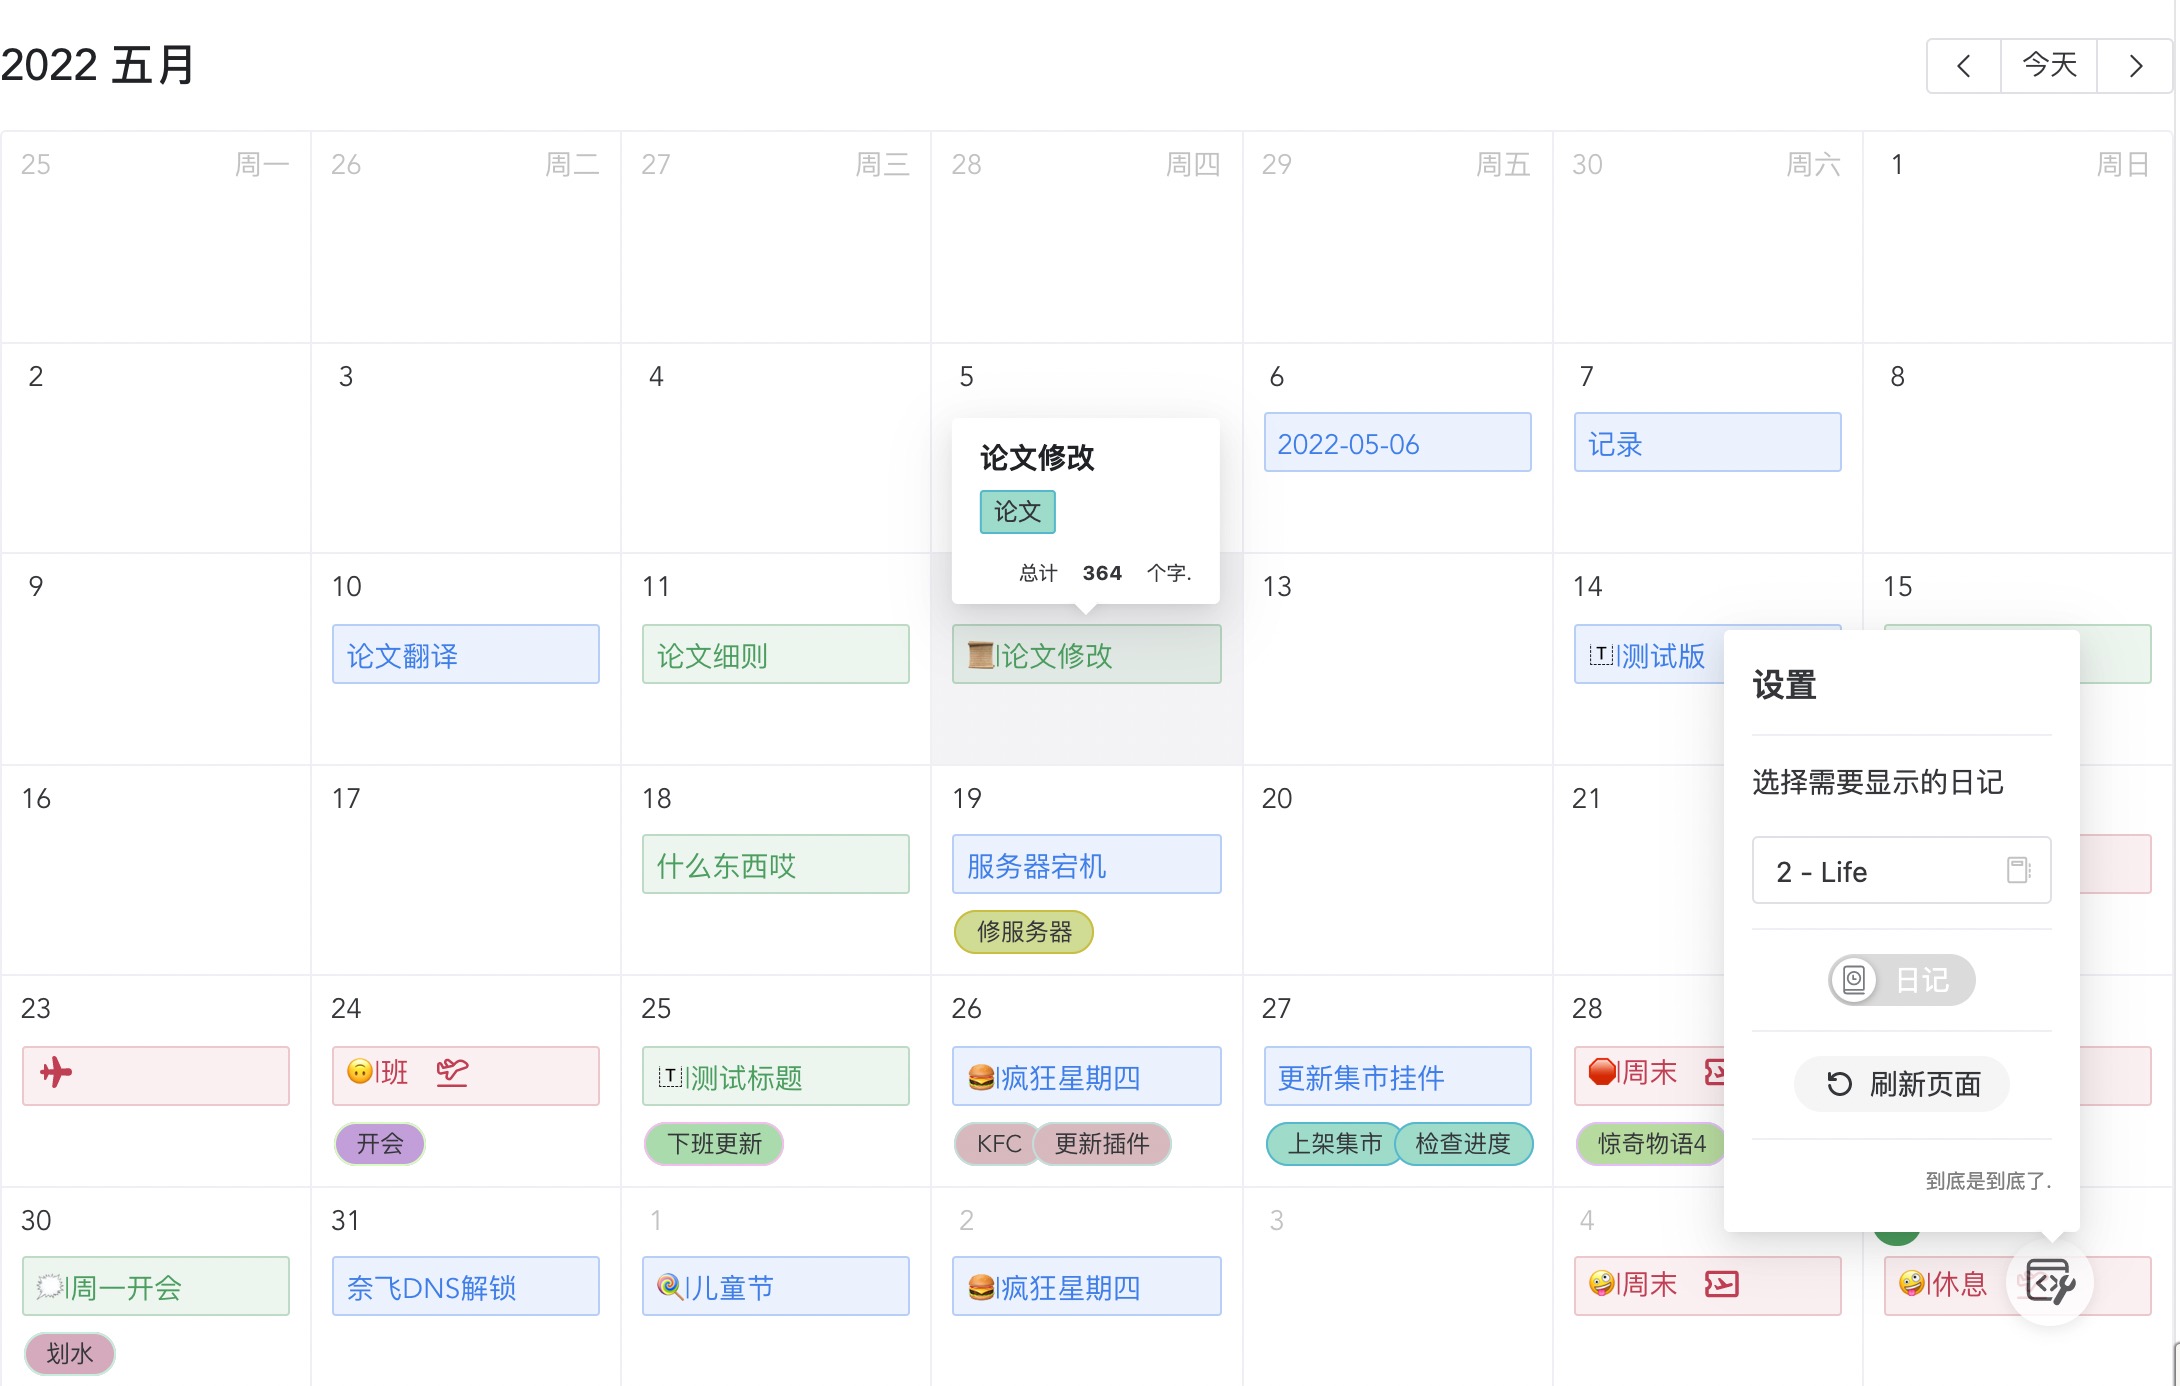 2022 五月
今天
25 周一 26 周二 27 周三 28 周四 29 周五 30 周六 1 周日
2 3 4 5 6 7 8
2022-05-06 记录
论文修改
论文
总计 364 个字.
9 10 11 13 14 15
论文翻译 论文细则 论文修改 测试版
16 17 18 19 20 21
什么东西哎 服务器宕机
修服务器
23 24 25 26 27 28
班 测试标题 疯狂星期四 更新集市挂件 周末
开会 下班更新 KFC 更新插件 上架集市 检查进度 惊奇物语4
30 31 1 2 3 4
周一开会 奈飞DNS解锁 儿童节 疯狂星期四 周末 休息
划水
设置
选择需要显示的日记
2 - Life
日记
刷新页面
到底是到底了.